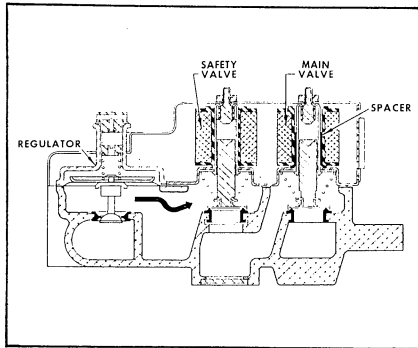 SAFETY
VALVE
MAIN
VALVE
SPACER
REGULATOR